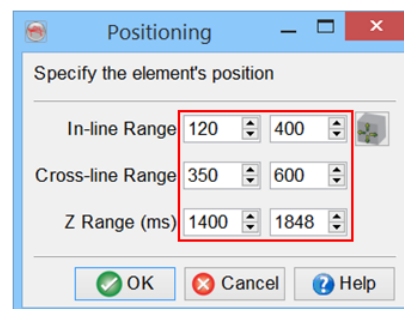 Positioning
Specify the element's position
In-line Range 120 400
Cross-line Range 350 600
Z Range (ms) 1400 1848
OK Cancel Help